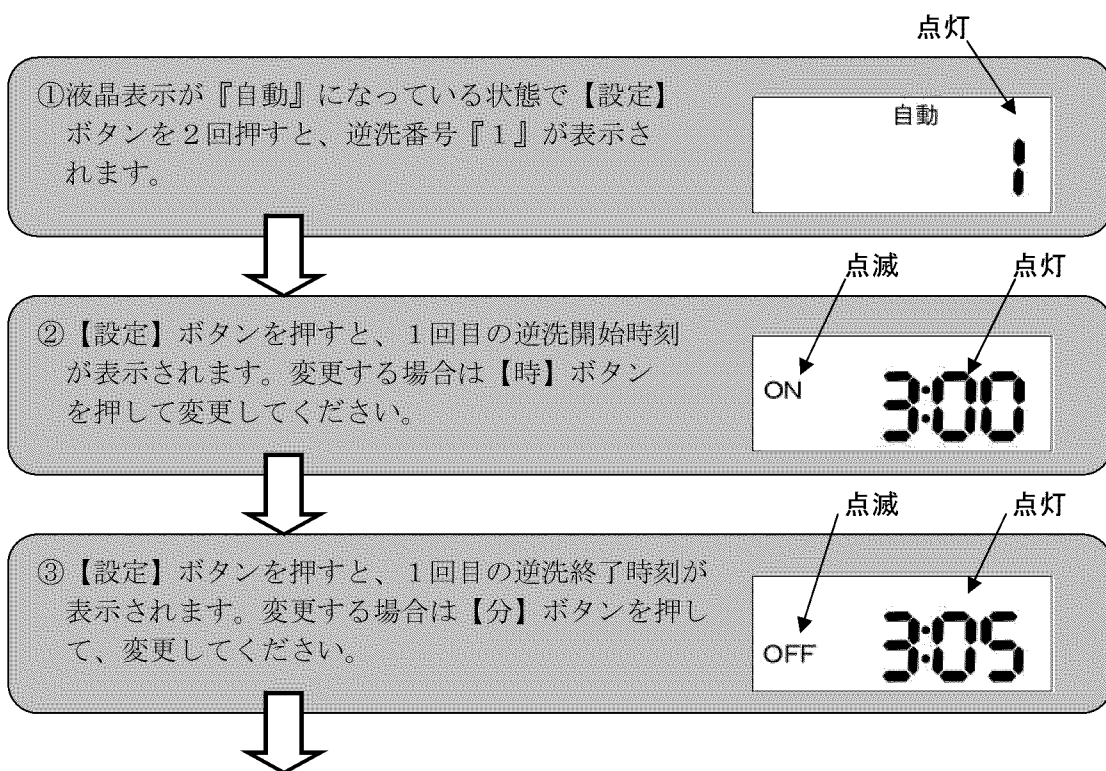 点灯
①液晶表示が『自動』になっている状態で【設定】
ボタンを２回押すと、逆洗番号『１』が表示さ
れます。
自動
1
点滅
点灯
②【設定】ボタンを押すと、１回目の逆洗開始時刻
が表示されます。変更する場合は【時】ボタン
を押して変更してください。
ON
3:00
点滅
点灯
③【設定】ボタンを押すと、１回目の逆洗終了時刻が
表示されます。変更する場合は【分】ボタンを押し
て、変更してください。
OFF
3:05